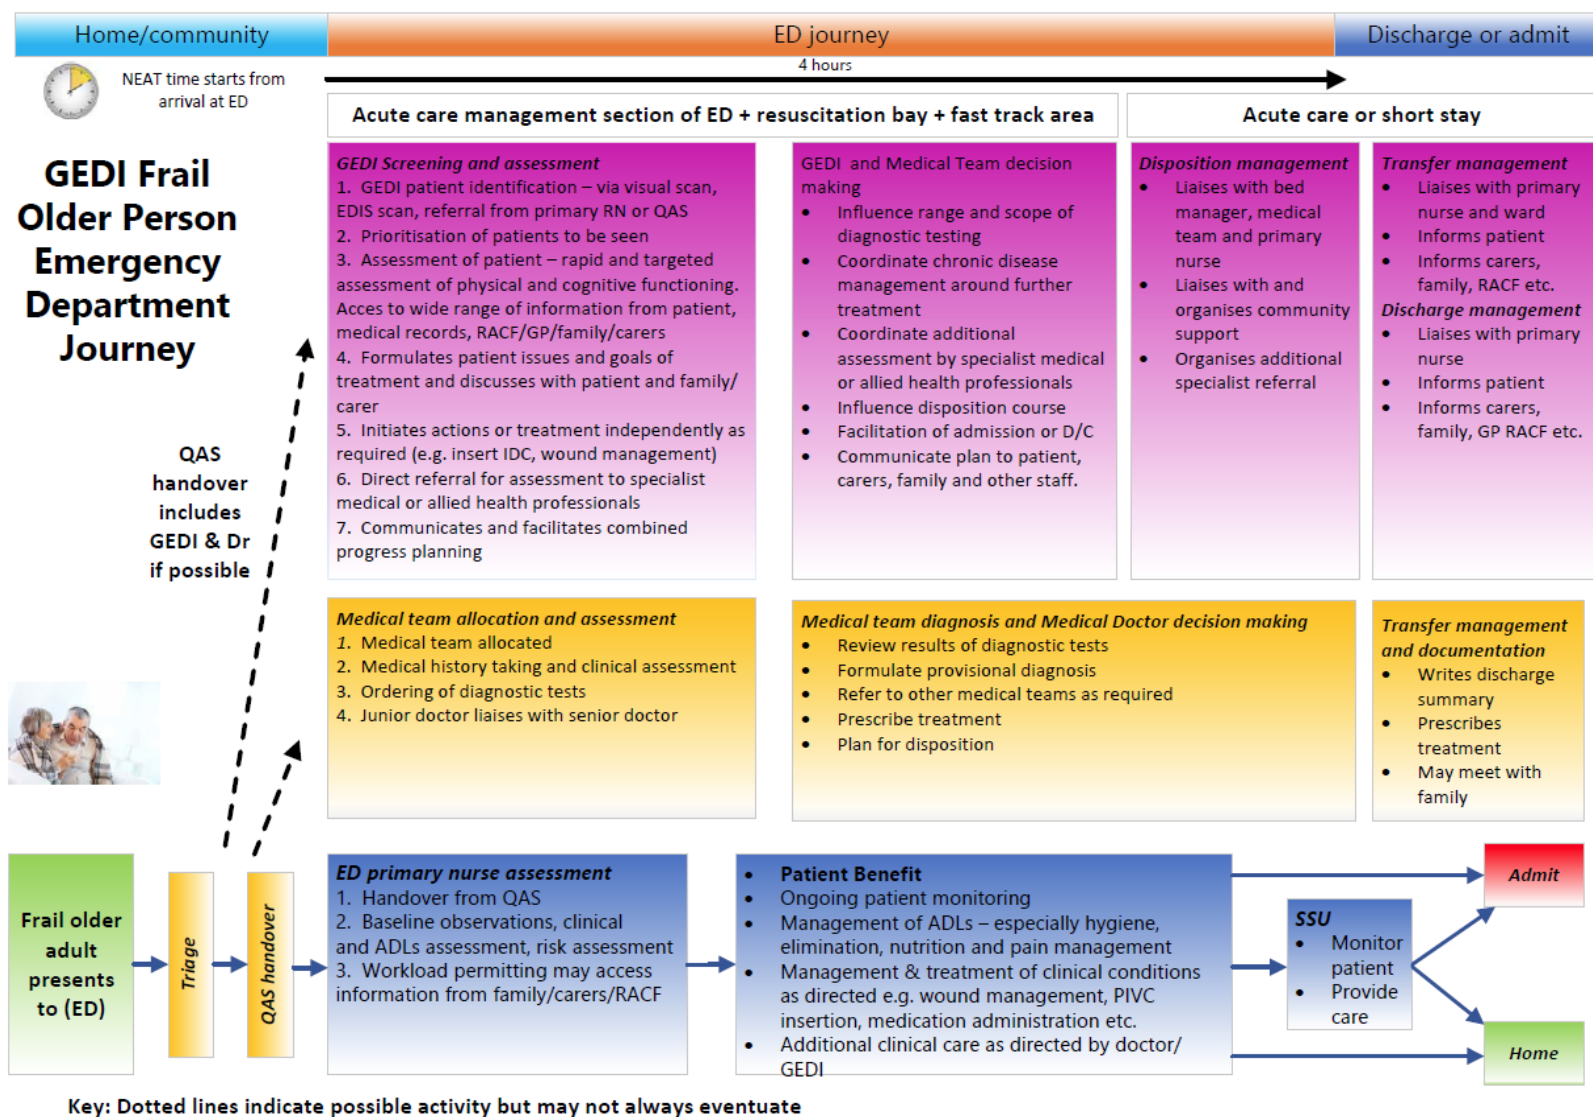 Home/community
ED journey
Discharge or admit
NEAT time starts from
arrival at ED
4 hours
Acute care management section of ED + resuscitation bay + fast track area
Acute care or short stay
GEDI Frail
Older Person
Emergency
Department
Journey
GEDI Screening and assessment
1. GEDI patient identification – via visual scan,
EDIS scan, referral from primary RN or QAS
2. Prioritisation of patients to be seen
3. Assessment of patient – rapid and targeted
assessment of physical and cognitive functioning.
Acces to wide range of information from patient,
medical records, RACF/GP/family/carers
4. Formulates patient issues and goals of
treatment and discusses with patient and family/
carer
5. Initiates actions or treatment independently as
required (e.g. insert IDC, wound management)
6. Direct referral for assessment to specialist
medical or allied health professionals
7. Communicates and facilitates combined
progress planning
GEDI and Medical Team decision
making
• Influence range and scope of
diagnostic testing
• Coordinate chronic disease
management around further
treatment
• Coordinate additional
assessment by specialist medical
or allied health professionals
• Influence disposition course
• Facilitation of admission or D/C
• Communicate plan to patient,
carers, family and other staff.
Disposition management
• Liaises with bed
manager, medical
team and primary
nurse
• Liaises with and
organises community
support
• Organises additional
specialist referral
Transfer management
• Liaises with primary
nurse and ward
• Informs patient
• Informs carers,
family, RACF etc.
Discharge management
• Liaises with primary
nurse
• Informs patient
• Informs carers,
family, GP RACF etc.
QAS
handover
includes
GEDI & Dr
if possible
Medical team allocation and assessment
1. Medical team allocated
2. Medical history taking and clinical assessment
3. Ordering of diagnostic tests
4. Junior doctor liaises with senior doctor
Medical team diagnosis and Medical Doctor decision making
• Review results of diagnostic tests
• Formulate provisional diagnosis
• Refer to other medical teams as required
• Prescribe treatment
• Plan for disposition
Transfer management
and documentation
• Writes discharge
summary
• Prescribes
treatment
• May meet with
family
Frail older
adult
presents
to (ED)
Triage
QAS handover
ED primary nurse assessment
1. Handover from QAS
2. Baseline observations, clinical
and ADLs assessment, risk assessment
3. Workload permitting may access
information from family/carers/RACF
• Patient Benefit
• Ongoing patient monitoring
• Management of ADLs – especially hygiene,
elimination, nutrition and pain management
• Management & treatment of clinical conditions
as directed e.g. wound management, PIVC
insertion, medication administration etc.
• Additional clinical care as directed by doctor/
GEDI
SSU
• Monitor
patient
• Provide
care
Admit
Home
Key: Dotted lines indicate possible activity but may not always eventuate